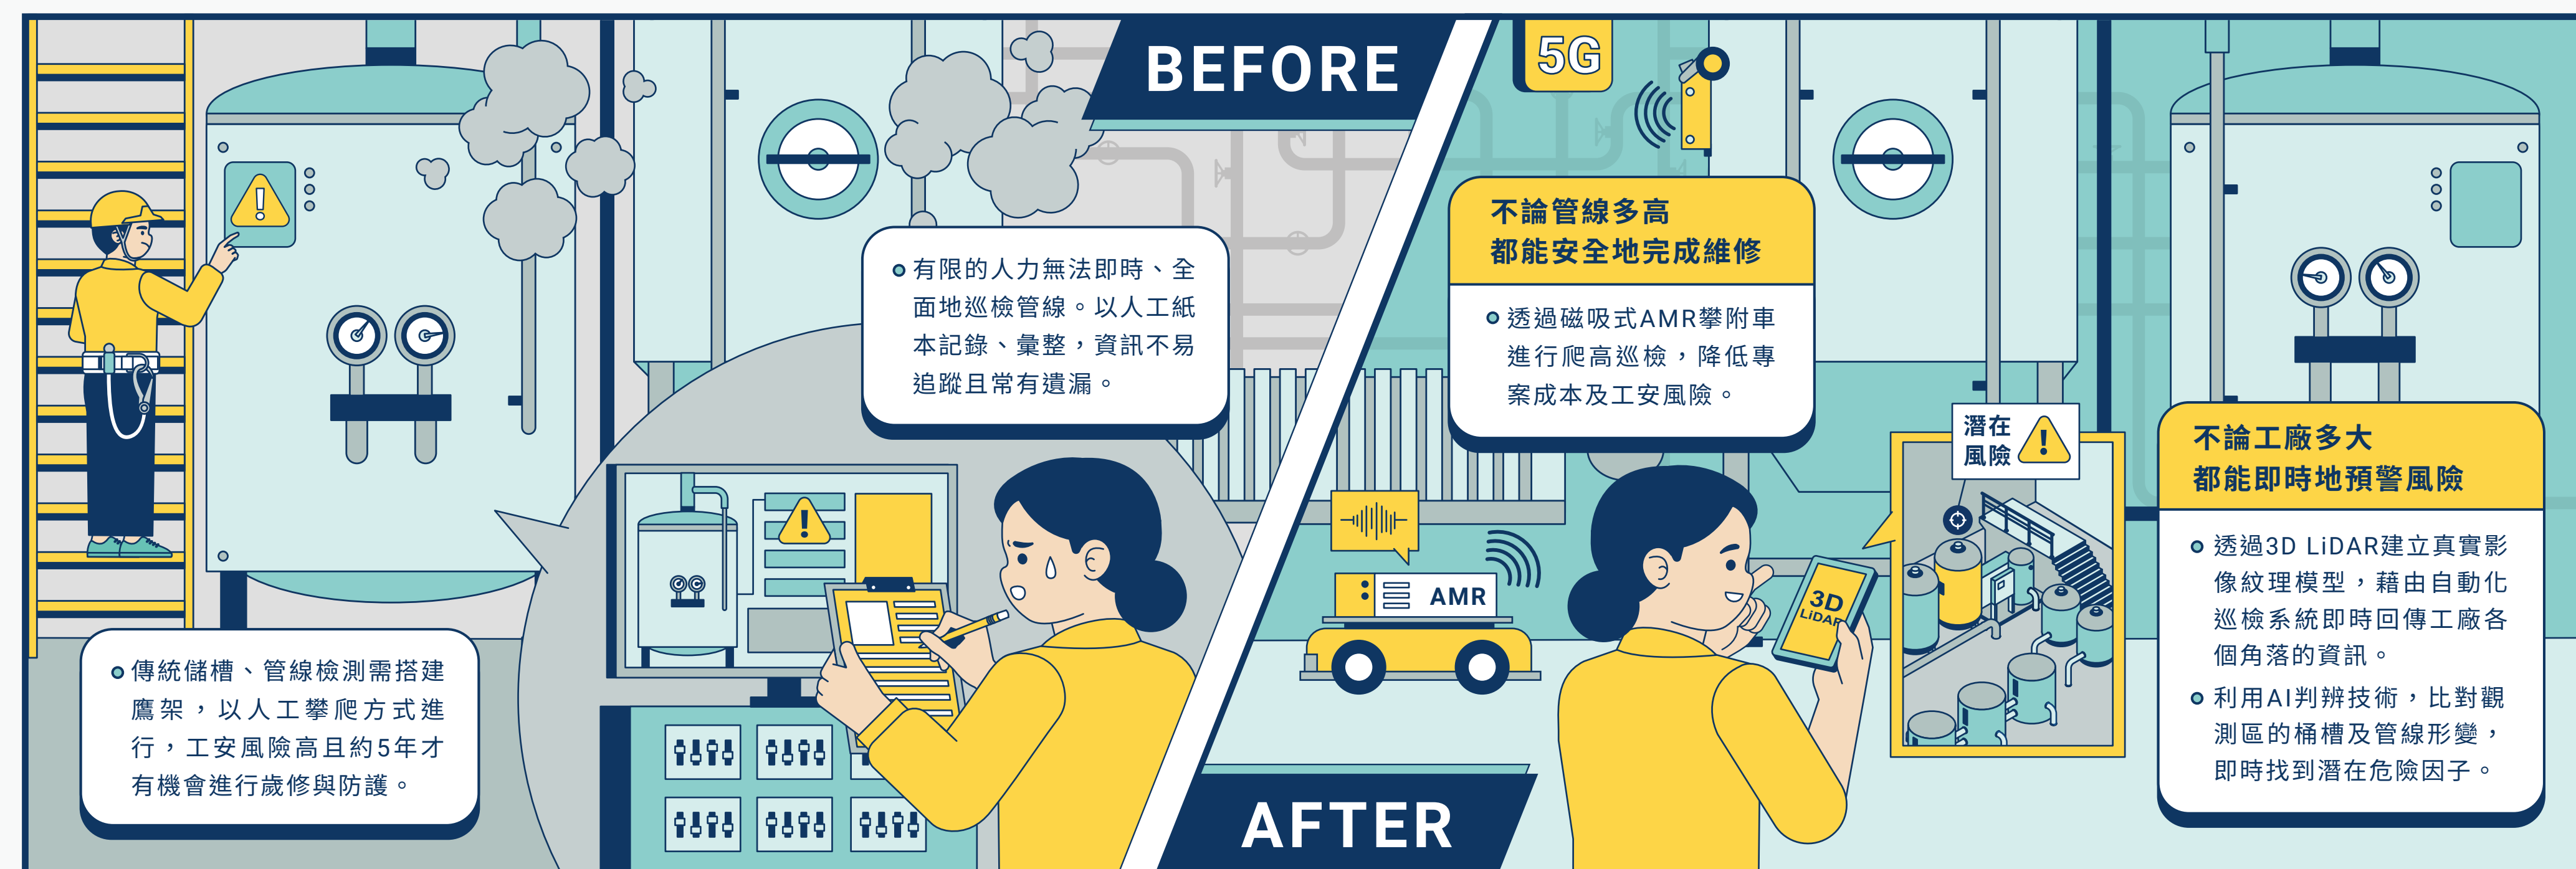 BEFORE
有限的人力無法即時、全
面地巡檢管線。以人工紙
本記錄、彙整，資訊不易
追蹤且常有遺漏。
傳統儲槽、管線檢測需搭建
鷹架，以人工攀爬方式進
行，工安風險高且約5年才
有機會進行歲修與防護。
5G
不論管線多高
都能安全地完成維修
透過磁吸式AMR攀附車
進行爬高巡檢，降低專
案成本及工安風險。
AMR
3D
LiDAR
潛在
風險
不論工廠多大
都能即時地預警風險
透過3D LiDAR建立真實影
像紋理模型，藉由自動化
巡檢系統即時回傳工廠各
個角落的資訊。
利用AI判辨技術，比對觀
測區的桶槽及管線形變，
即時找到潛在危險因子。
AFTER